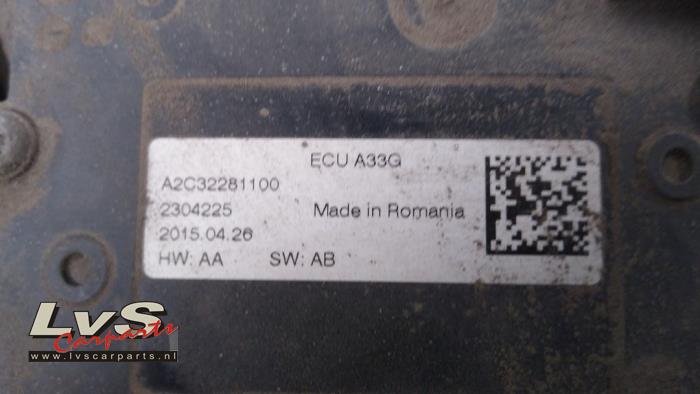 ECU A33G
A2C32281100
2304225 Made in Romania
2015.04.26
HW: AA SW: AB
LvS
Carparts
www.lvscarparts.nl